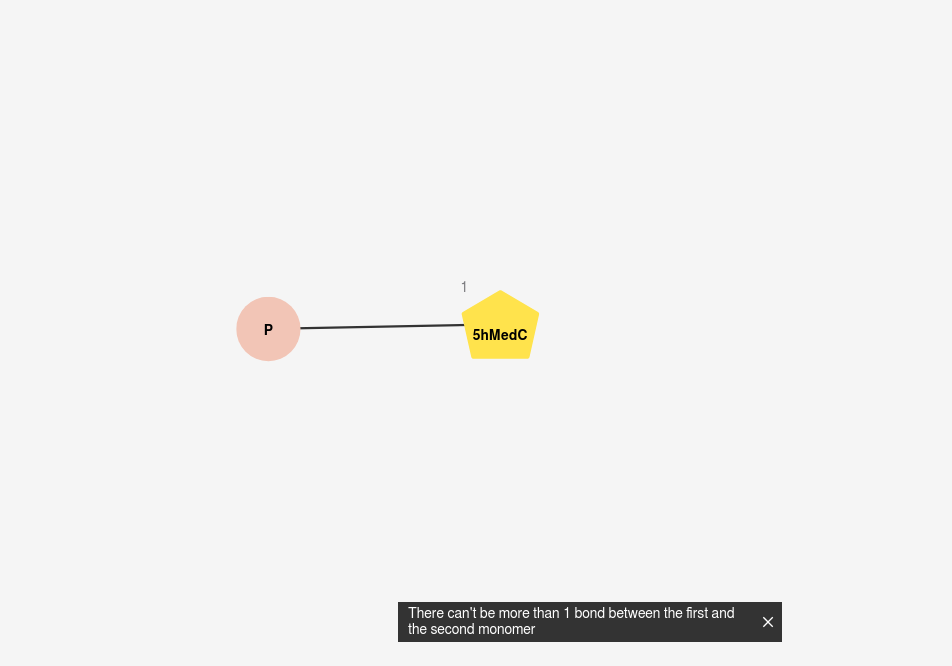 1
P
5hMedC
There can't be more than 1 bond between the first and
the second monomer